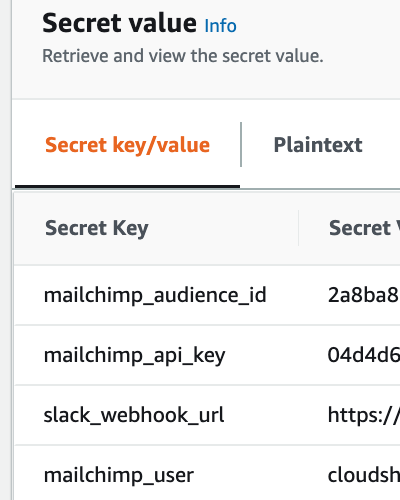 Secret value Info
Retrieve and view the secret value.
Secret key/value Plaintext
Secret Key Secret
mailchimp_audience_id 2a8ba8
mailchimp_api_key 04d4d6
slack_webhook_url https://
mailchimp_user cloudsh